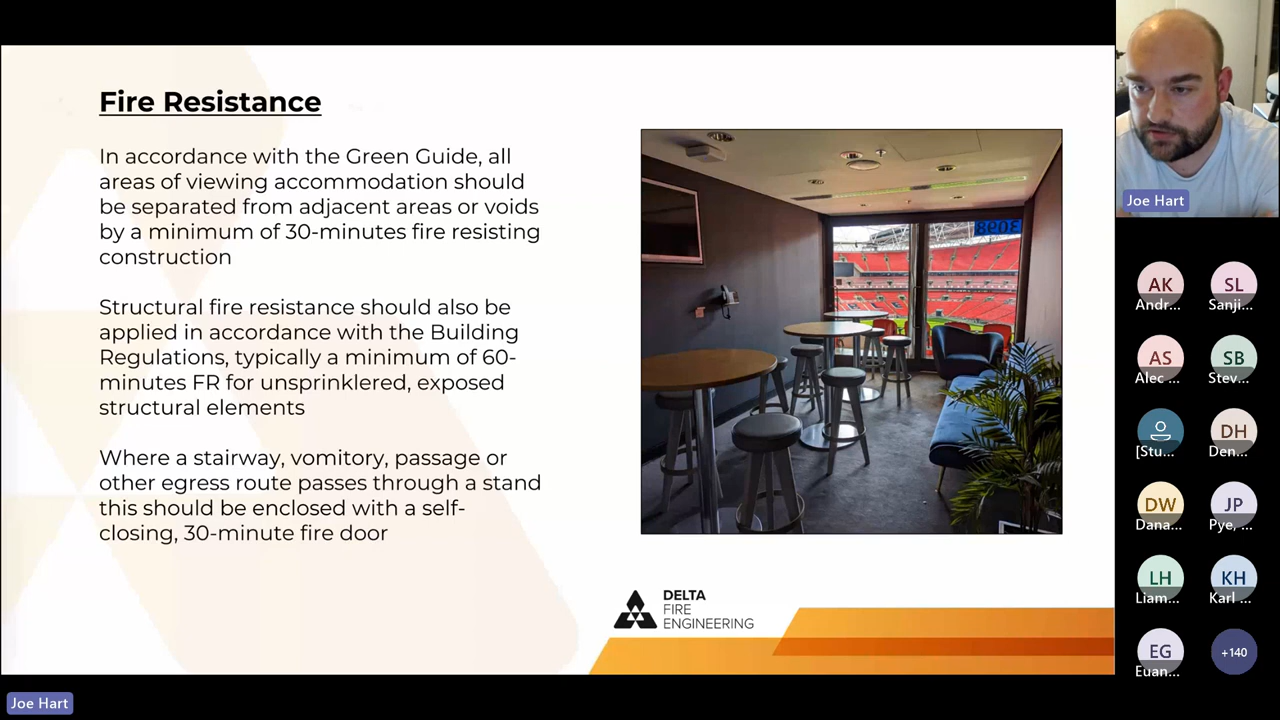 Fire Resistance
In accordance with the Green Guide, all
areas of viewing accommodation should
be separated from adjacent areas or voids
by a minimum of 30-minutes fire resisting
construction
Structural fire resistance should also be
applied in accordance with the Building
Regulations, typically a minimum of 60-
minutes FR for unsprinklered, exposed
structural elements
Where a stairway, vomitory, passage or
other egress route passes through a stand
this should be enclosed with a self-
closing, 30-minute fire door
DELTA
FIRE
ENGINEERING
Joe Hart
Joe Hart
AK
SL
Andr...
Sanji...
AS
SB
Alec ...
Stev...
DH
[Stu...
Den...
DW
JP
Dana...
Pye, ...
LH
KH
Liam...
Karl ...
EG
+140
Euan...